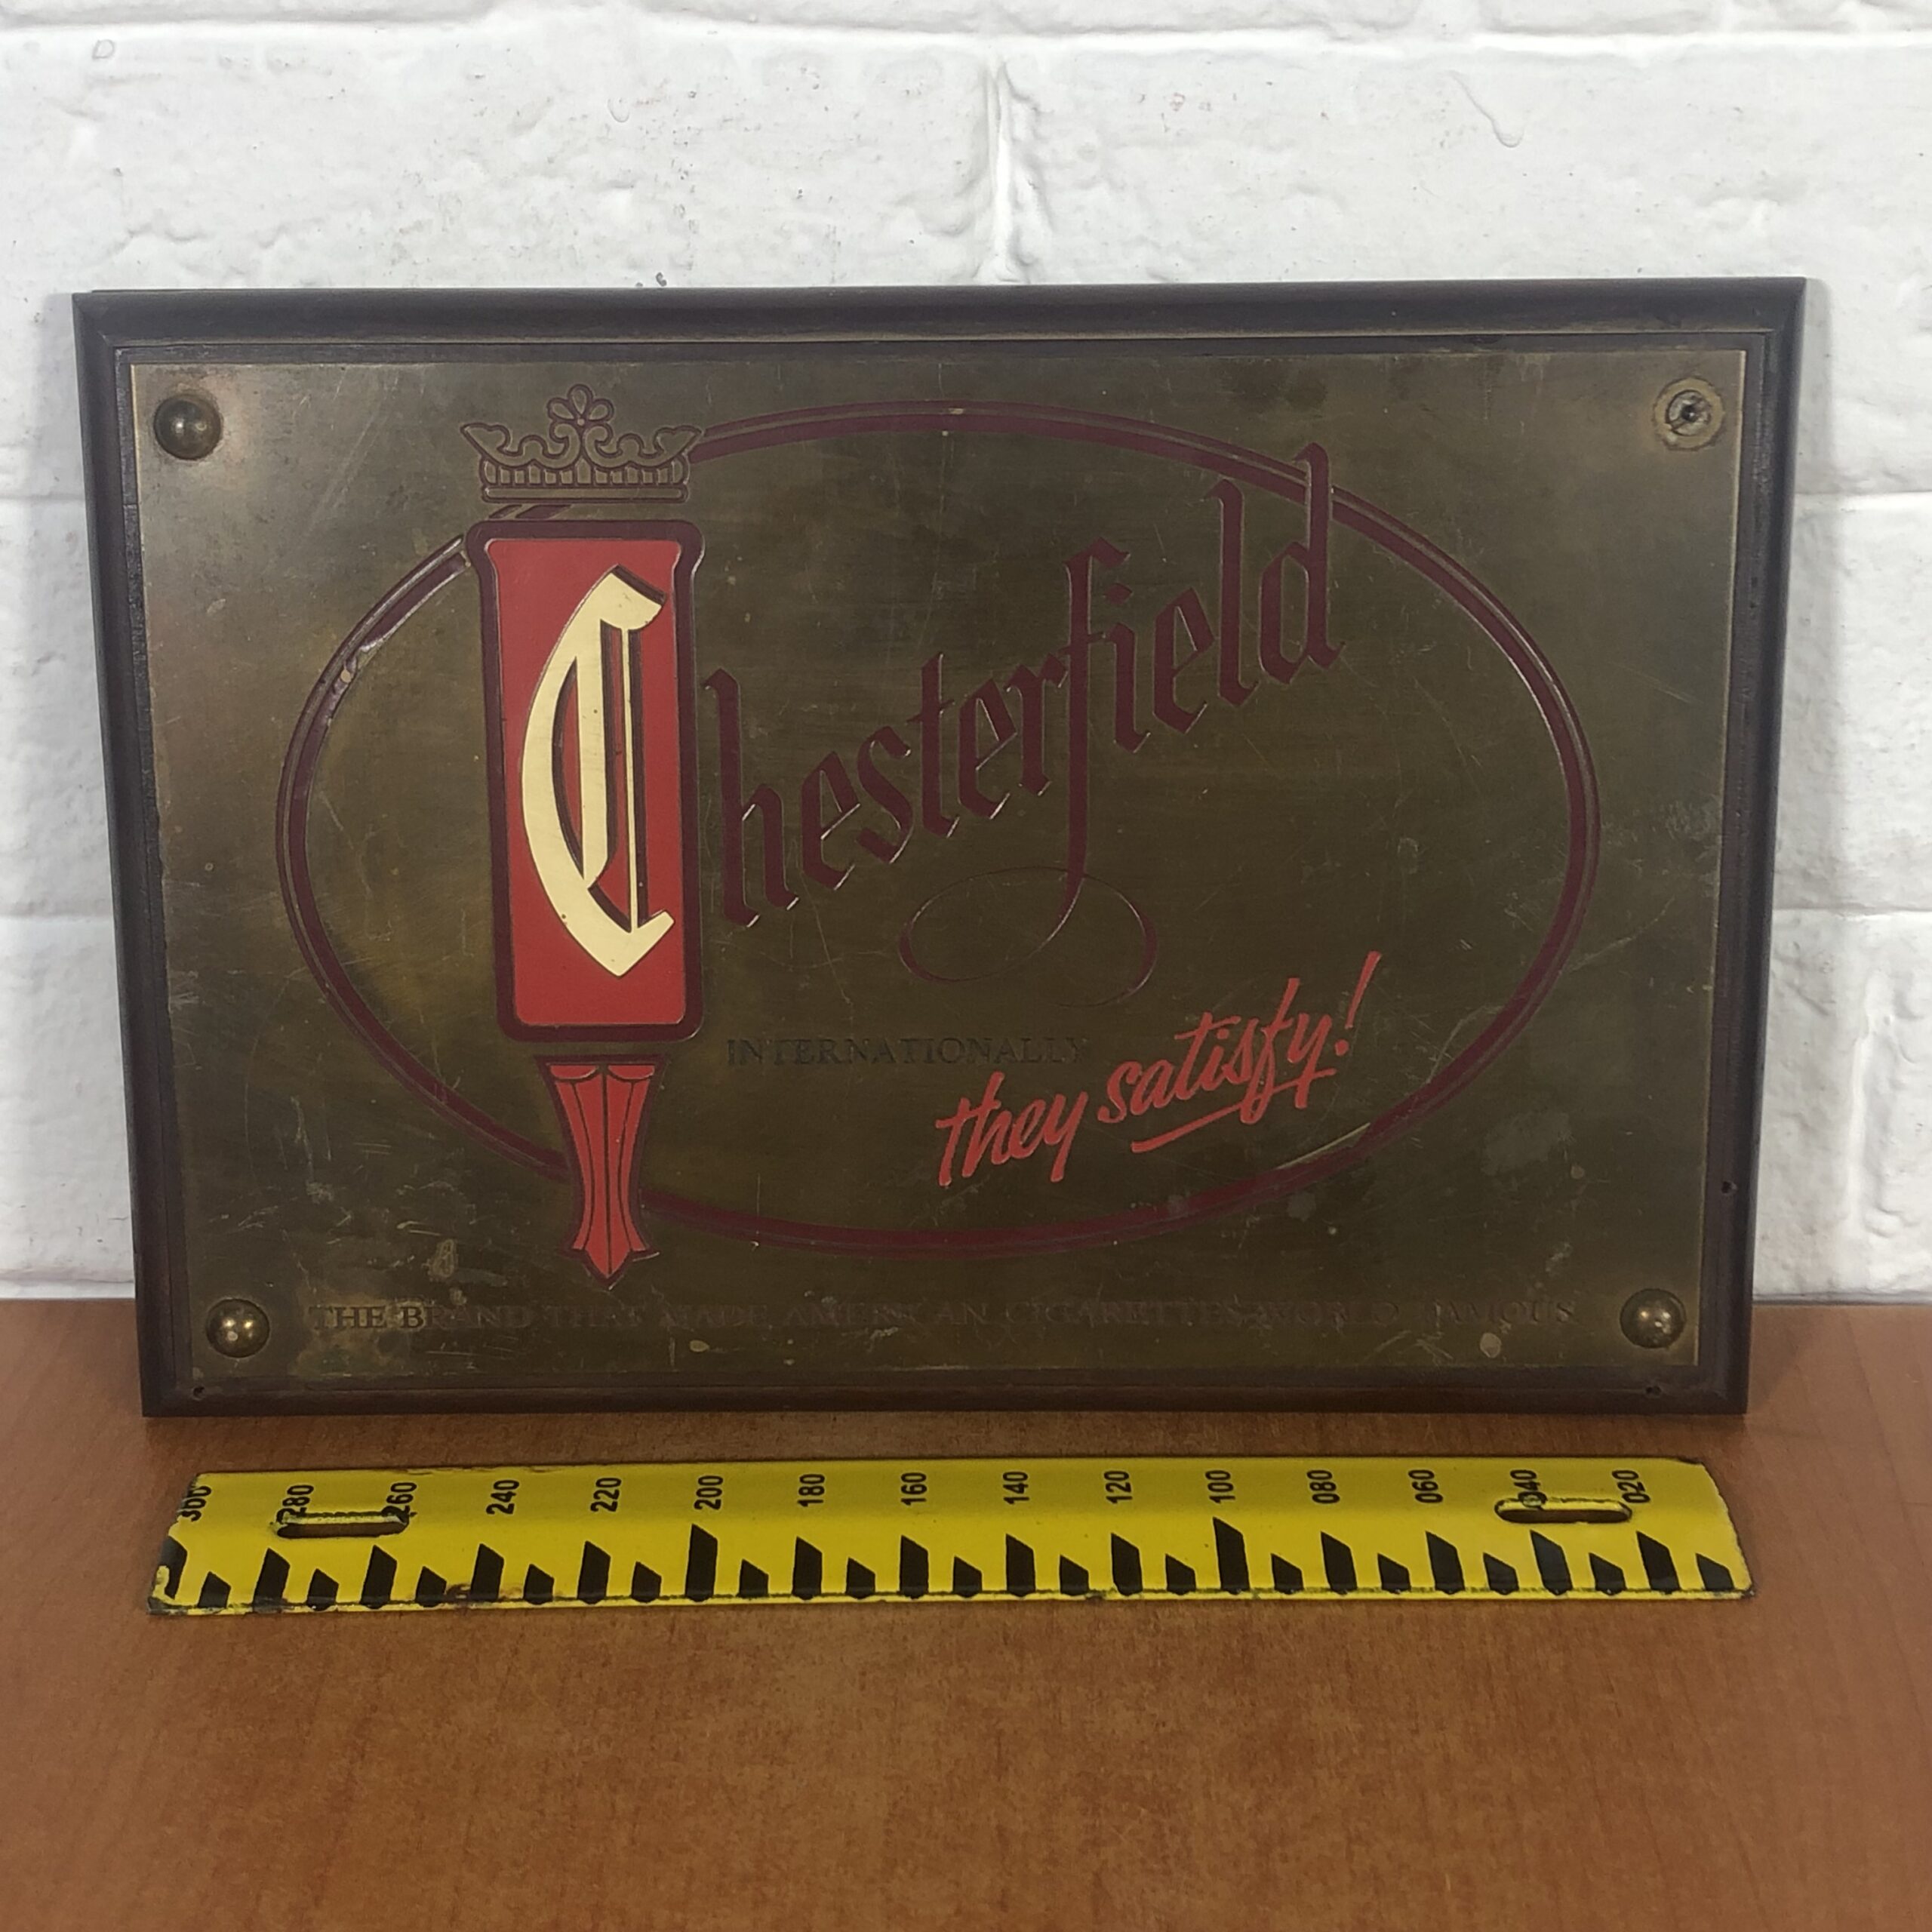 Chesterfield
INTERNATIONALLY
they satisfy!
THE BRAND THAT MADE AMERICAN CIGARETTES WORLD FAMOUS
300 280 260 240 220 200 180 160 140 120 100 080 060 040 020